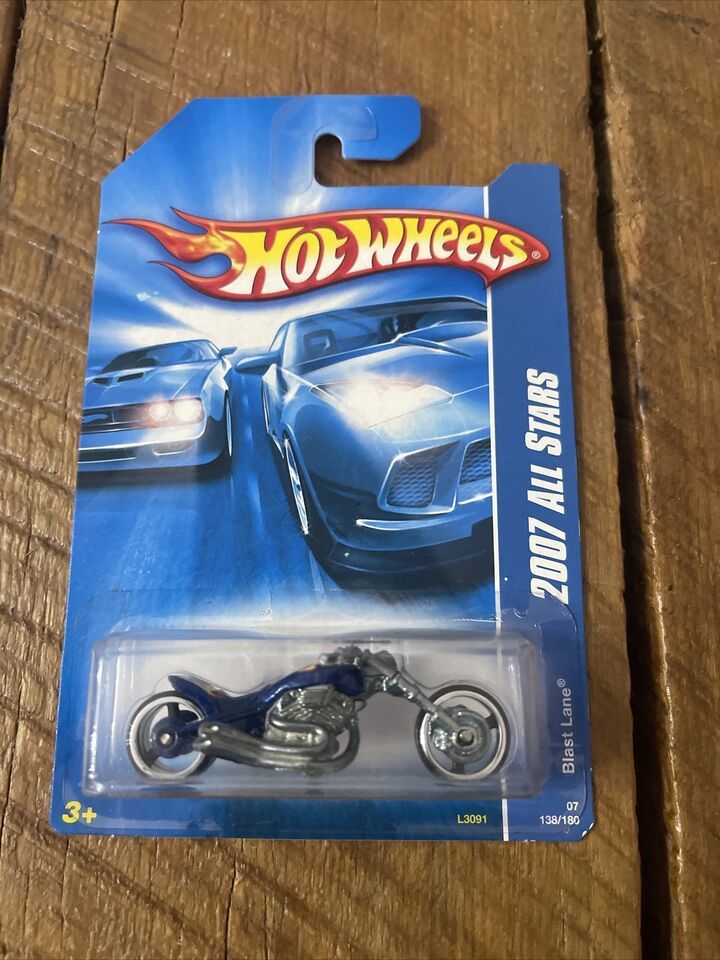 HOT WHEELS®
2007 ALL STARS
Blast Lane®
3+
L3091
07
138/180